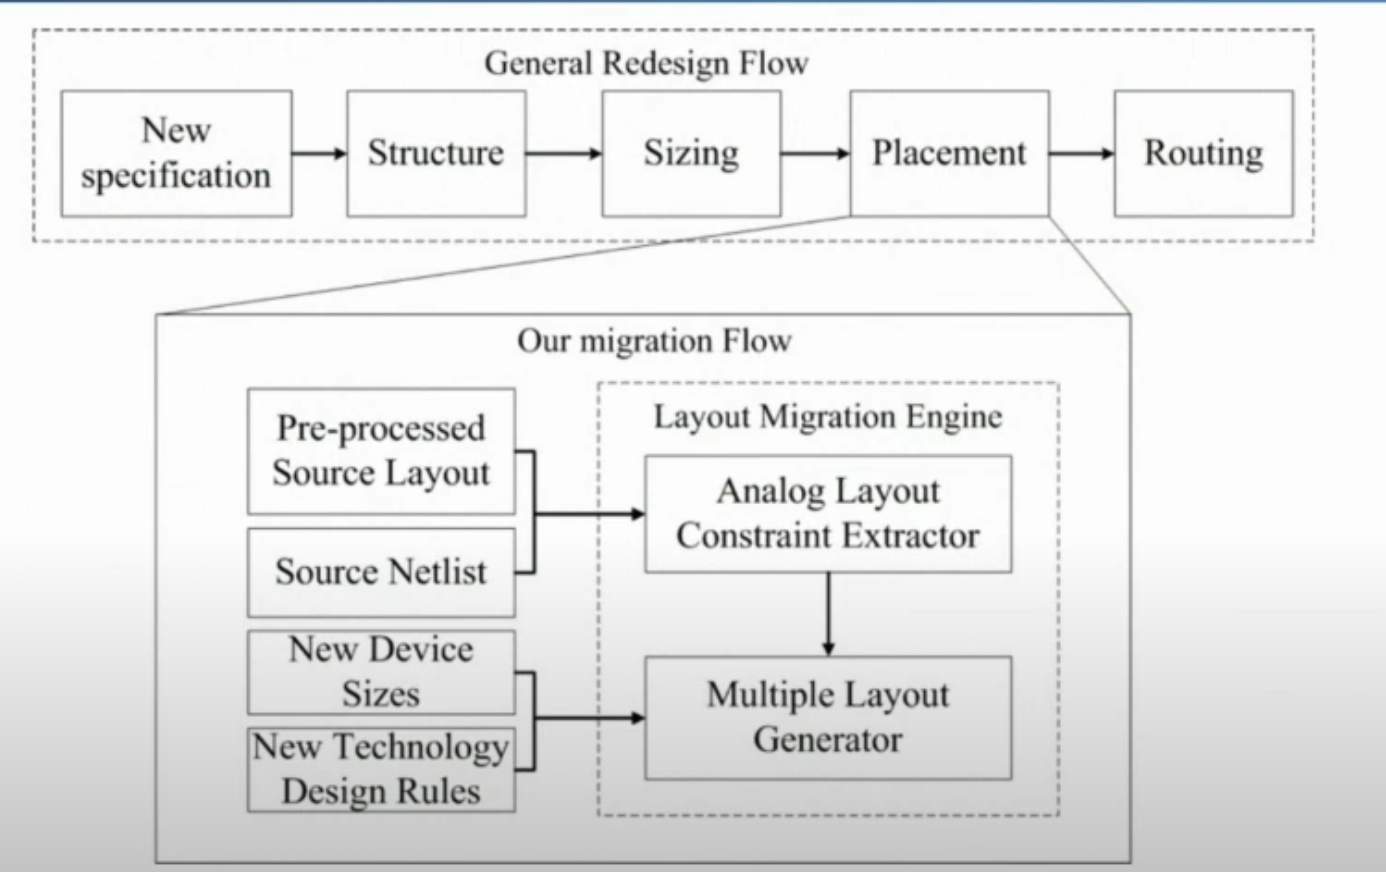 General Redesign Flow
New
specification
Structure
Sizing
Placement
Routing
Our migration Flow
Pre-processed
Source Layout
Source Netlist
New Device
Sizes
New Technology
Design Rules
Layout Migration Engine
Analog Layout
Constraint Extractor
Multiple Layout
Generator